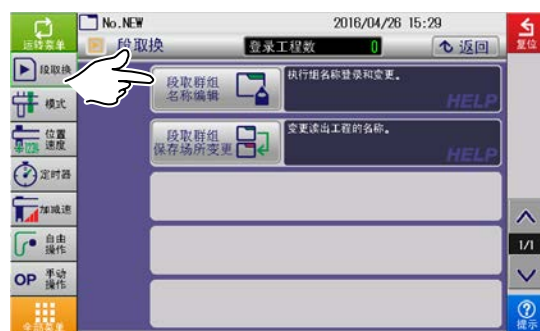 No.NEW 2016/04/26 15:29
运转菜单
段取换
登录工程数 0
返回
复位
段取换
模式
位置
速度
定时器
加减速
自由
操作
OP 手动
操作
全部菜单
段取群组
名称编辑
执行组名称登录和变更。
HELP
段取群组
保存场所变更
变更读出工程的名称。
HELP
1/1
提示